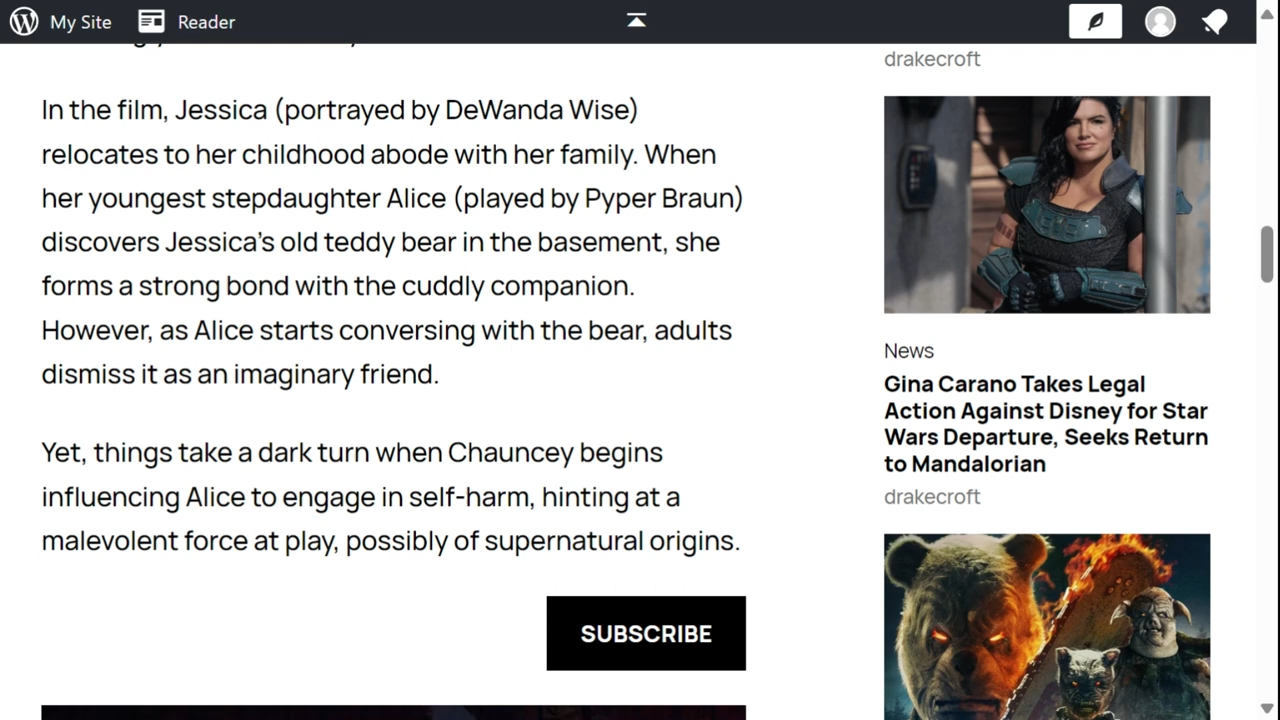 My Site
Reader
drakecroft
In the film, Jessica (portrayed by DeWanda Wise)
relocates to her childhood abode with her family. When
her youngest stepdaughter Alice (played by Pyper Braun)
discovers Jessica’s old teddy bear in the basement, she
forms a strong bond with the cuddly companion.
However, as Alice starts conversing with the bear, adults
dismiss it as an imaginary friend.
Yet, things take a dark turn when Chauncey begins
influencing Alice to engage in self-harm, hinting at a
malevolent force at play, possibly of supernatural origins.
SUBSCRIBE
News
Gina Carano Takes Legal
Action Against Disney for Star
Wars Departure, Seeks Return
to Mandalorian
drakecroft